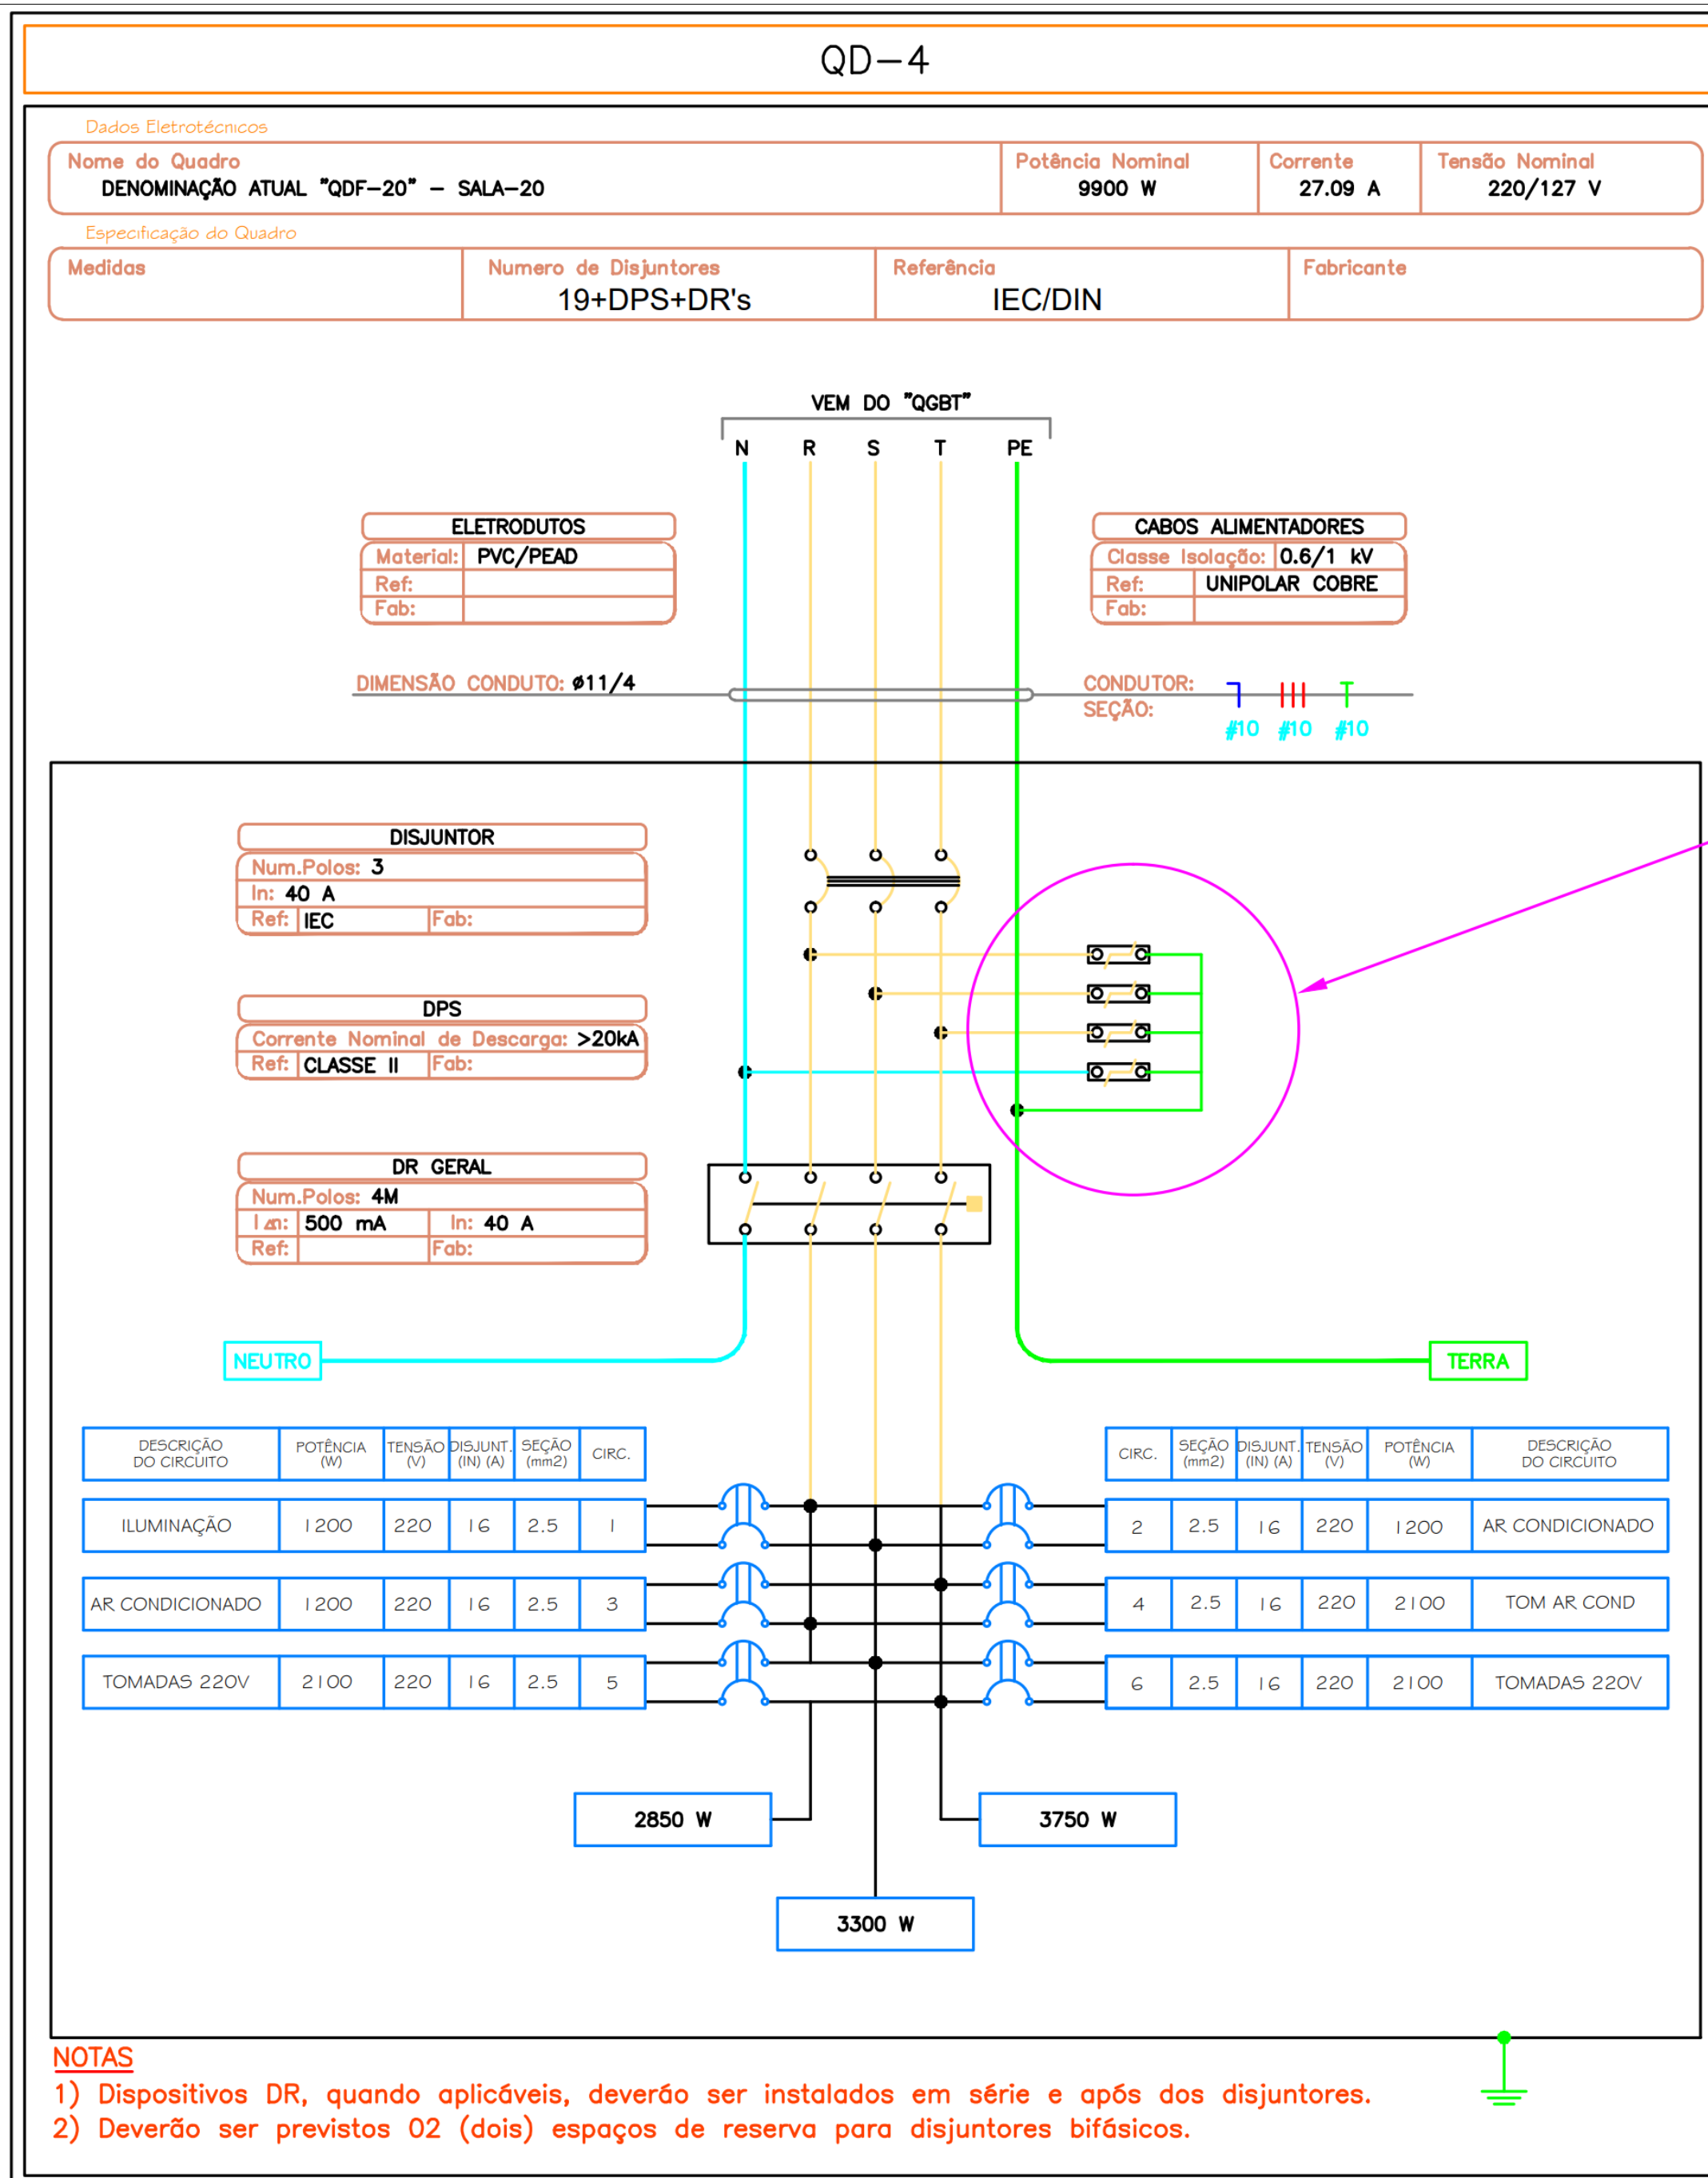 QD-4
Dados Eletrotécnicos
Nome do Quadro
DENOMINAÇÃO ATUAL "QDF-20" - SALA-20
Potência Nominal
9900 W
Corrente
27.09 A
Tensão Nominal
220/127 V
Especificação do Quadro
Medidas
Numero de Disjuntores
19+DPS+DR's
Referência
IEC/DIN
Fabricante
VEM DO "QGBT"
N R S T PE
ELETRODUTOS
Material: PVC/PEAD
Ref:
Fab:
CABOS ALIMENTADORES
Classe Isolação: 0.6/1 kV
Ref: UNIPOLAR COBRE
Fab:
DIMENSÃO CONDUTO: ø11/4
CONDUTOR:
SEÇÃO:
#10 #10 #10
DISJUNTOR
Num.Polos: 3
In: 40 A
Ref: IEC Fab:
DPS
Corrente Nominal de Descarga: >20kA
Ref: CLASSE II Fab:
DR GERAL
Num.Polos: 4M
I∆n: 500 mA In: 40 A
Ref: Fab:
NEUTRO
TERRA
DESCRIÇÃO DO CIRCUITO POTÊNCIA (W) TENSÃO (V) DISJUNT. (IN) (A) SEÇÃO (mm2) CIRC.
ILUMINAÇÃO 1200 220 16 2.5 1
AR CONDICIONADO 1200 220 16 2.5 3
TOMADAS 220V 2100 220 16 2.5 5
CIRC. SEÇÃO (mm2) DISJUNT. (IN) (A) TENSÃO (V) POTÊNCIA (W) DESCRIÇÃO DO CIRCUITO
2 2.5 16 220 1200 AR CONDICIONADO
4 2.5 16 220 2100 TOM AR COND
6 2.5 16 220 2100 TOMADAS 220V
2850 W
3750 W
3300 W
NOTAS
1) Dispositivos DR, quando aplicáveis, deverão ser instalados em série e após dos disjuntores.
2) Deverão ser previstos 02 (dois) espaços de reserva para disjuntores bifásicos.